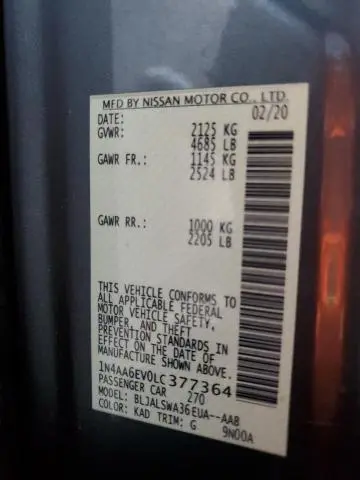 MFD BY NISSAN MOTOR CO., LTD.
DATE: 02/20
GVWR: 2125 KG
4685 LB
GAWR FR.: 1145 KG
2524 LB
GAWR RR.: 1000 KG
2205 LB
THIS VEHICLE CONFORMS TO
ALL APPLICABLE FEDERAL
MOTOR VEHICLE SAFETY,
BUMPER, AND THEFT
PREVENTION STANDARDS IN
EFFECT ON THE DATE OF
MANUFACTURE SHOWN ABOVE.
1N4AA6EV0LC377364
PASSENGER CAR 270
MODEL: BLJALSWA36EUA--AAB
COLOR: KAD TRIM: G 9N00A